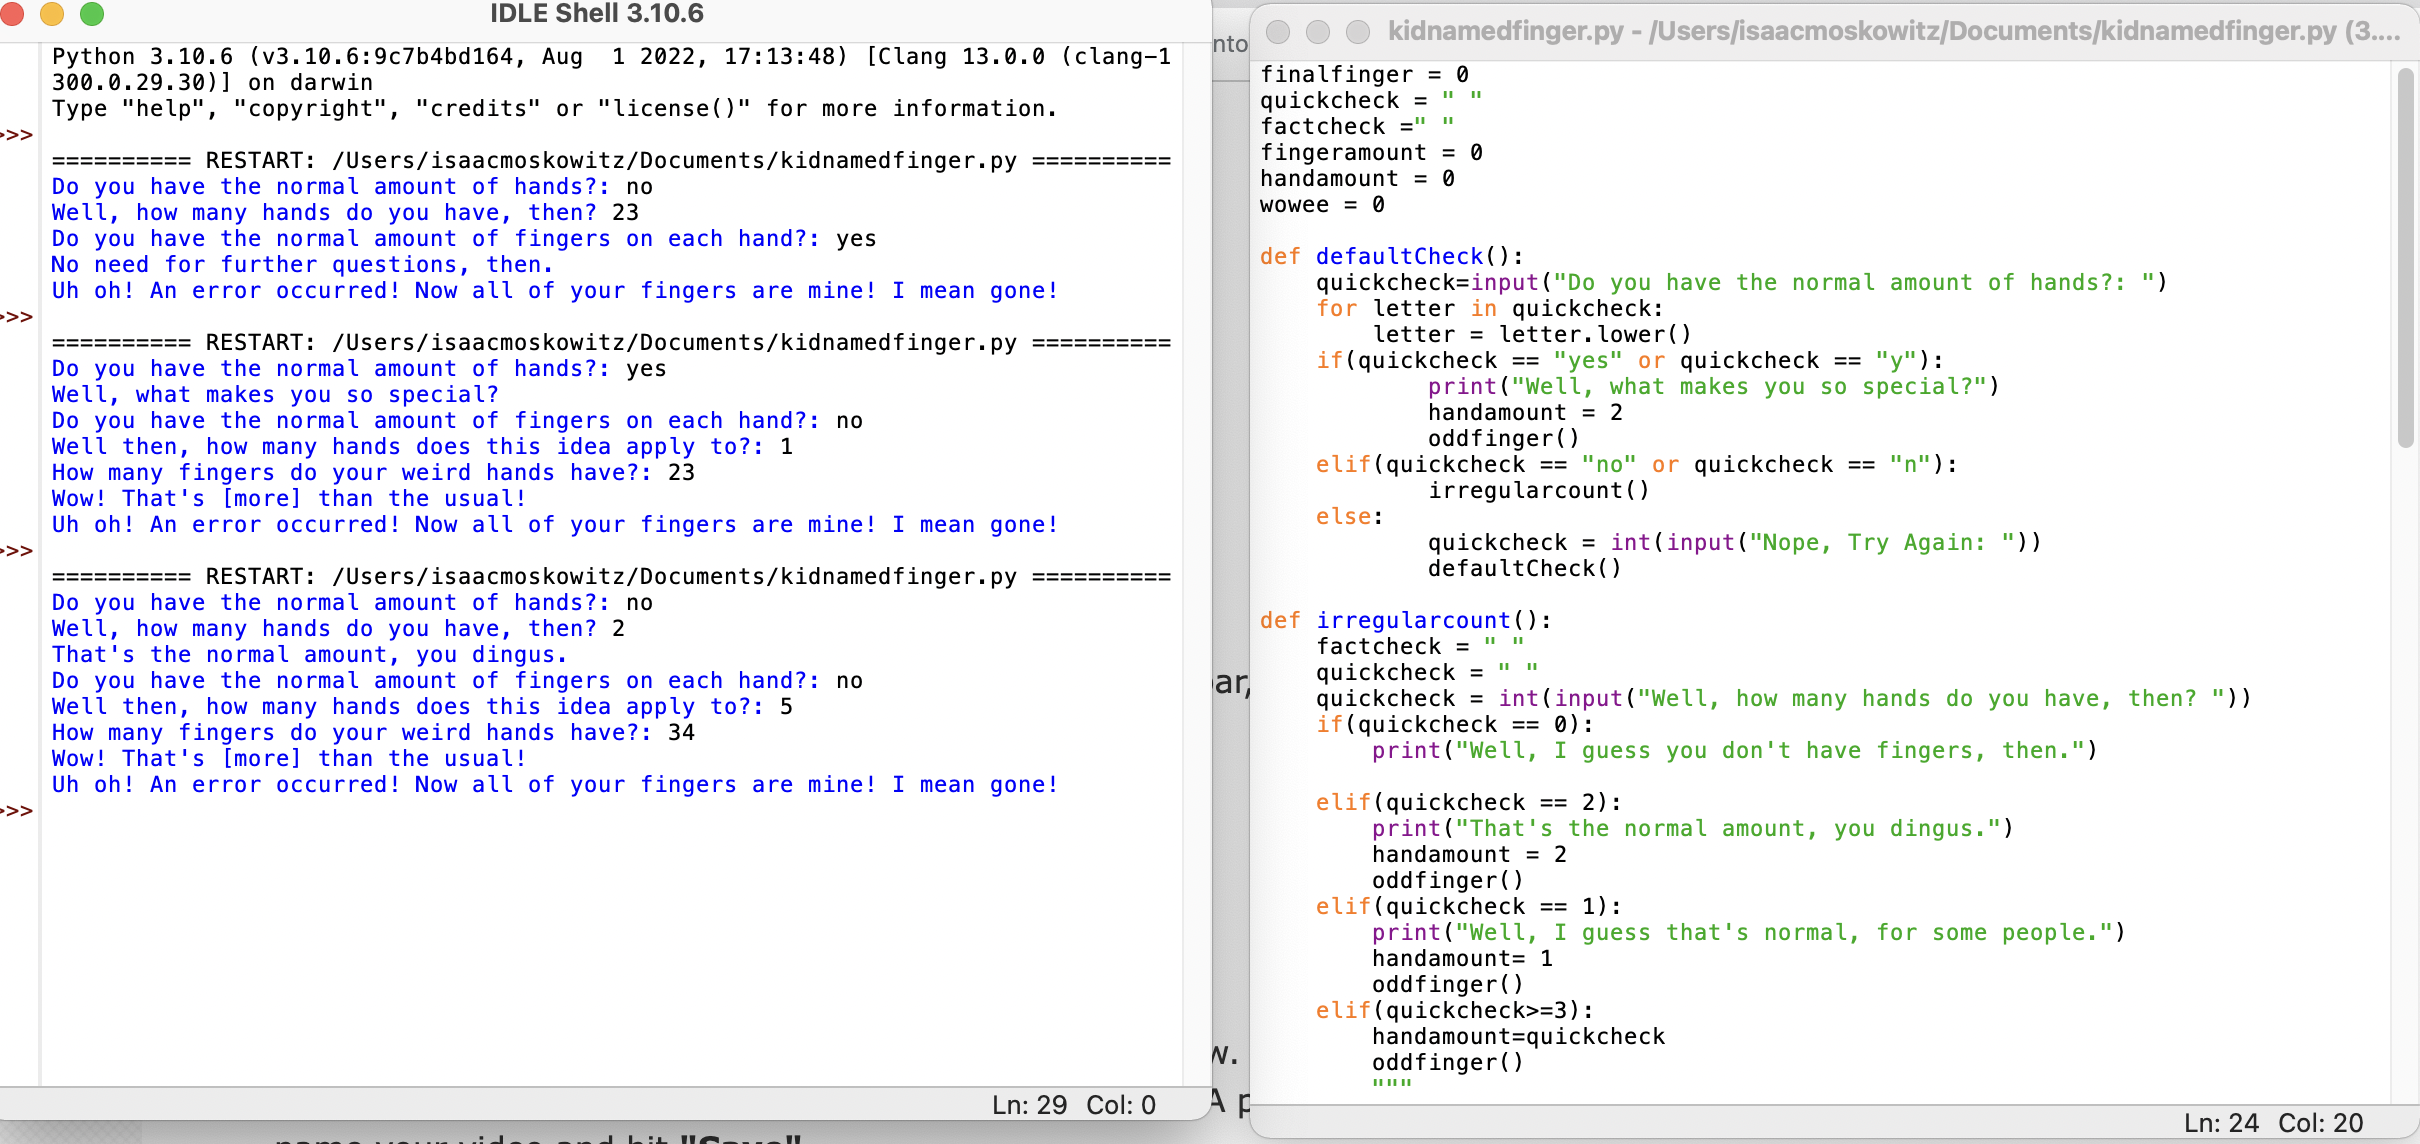 IDLE Shell 3.10.6
Python 3.10.6 (v3.10.6:9c7b4bd164, Aug  1 2022, 17:13:48) [Clang 13.0.0 (clang-1
300.0.29.30)] on darwin
Type "help", "copyright", "credits" or "license()" for more information.
>>>
========== RESTART: /Users/isaacmoskowitz/Documents/kidnamedfinger.py ==========
Do you have the normal amount of hands?: no
Well, how many hands do you have, then? 23
Do you have the normal amount of fingers on each hand?: yes
No need for further questions, then.
Uh oh! An error occurred! Now all of your fingers are mine! I mean gone!
>>>
========== RESTART: /Users/isaacmoskowitz/Documents/kidnamedfinger.py ==========
Do you have the normal amount of hands?: yes
Well, what makes you so special?
Do you have the normal amount of fingers on each hand?: no
Well then, how many hands does this idea apply to?: 1
How many fingers do your weird hands have?: 23
Wow! That's [more] than the usual!
Uh oh! An error occurred! Now all of your fingers are mine! I mean gone!
>>>
========== RESTART: /Users/isaacmoskowitz/Documents/kidnamedfinger.py ==========
Do you have the normal amount of hands?: no
Well, how many hands do you have, then? 2
That's the normal amount, you dingus.
Do you have the normal amount of fingers on each hand?: no
Well then, how many hands does this idea apply to?: 5
How many fingers do your weird hands have?: 34
Wow! That's [more] than the usual!
Uh oh! An error occurred! Now all of your fingers are mine! I mean gone!
>>>
Ln: 29  Col: 0
name your video and hit "Save"
kidnamedfinger.py - /Users/isaacmoskowitz/Documents/kidnamedfinger.py (3....
finalfinger = 0
quickcheck = " "
factcheck =" "
fingeramount = 0
handamount = 0
wowee = 0
def defaultCheck():
    quickcheck=input("Do you have the normal amount of hands?: ")
    for letter in quickcheck:
        letter = letter.lower()
    if(quickcheck == "yes" or quickcheck == "y"):
            print("Well, what makes you so special?")
            handamount = 2
            oddfinger()
    elif(quickcheck == "no" or quickcheck == "n"):
            irregularcount()
    else:
            quickcheck = int(input("Nope, Try Again: "))
            defaultCheck()
def irregularcount():
    factcheck = " "
    quickcheck = " "
    quickcheck = int(input("Well, how many hands do you have, then? "))
    if(quickcheck == 0):
        print("Well, I guess you don't have fingers, then.")
    elif(quickcheck == 2):
        print("That's the normal amount, you dingus.")
        handamount = 2
        oddfinger()
    elif(quickcheck == 1):
        print("Well, I guess that's normal, for some people.")
        handamount= 1
        oddfinger()
    elif(quickcheck>=3):
        handamount=quickcheck
        oddfinger()
        """
Ln: 24  Col: 20